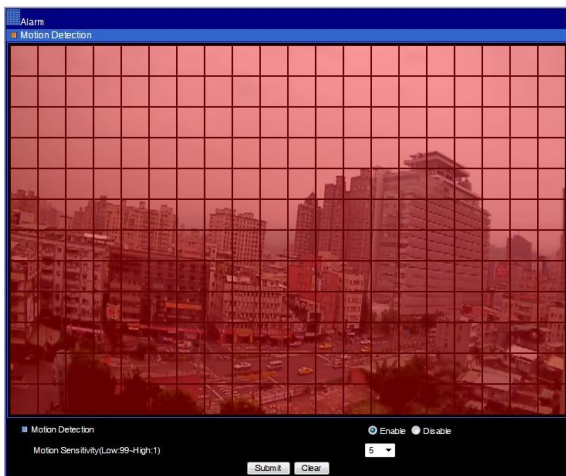 Alarm
Motion Detection
Motion Detection
Enable Disable
Motion Sensitivity(Low:99-High:1)
5
Submit Clear